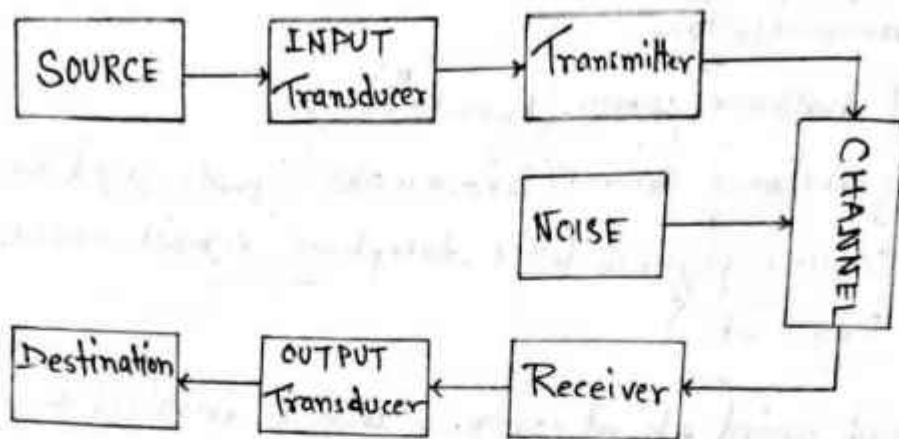 SOURCE
INPUT
Transducer
Transmitter
CHANNEL
NOISE
Receiver
OUTPUT
Transducer
Destination